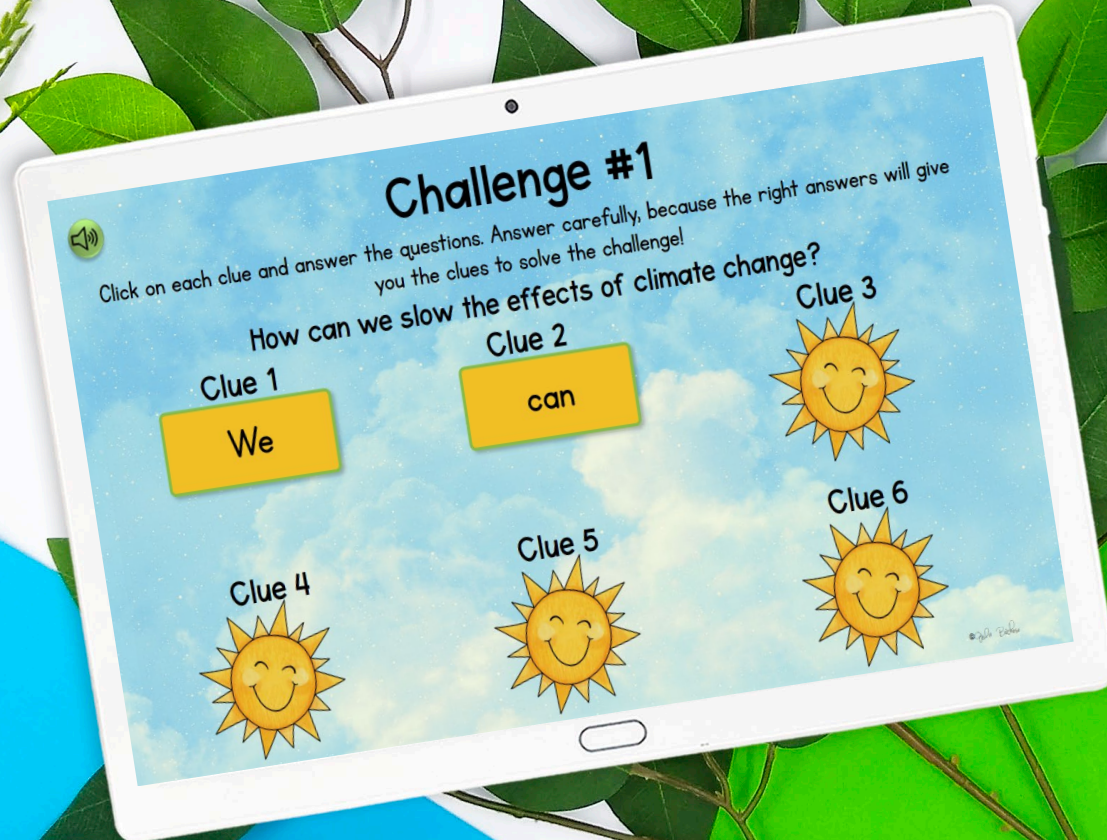 Challenge #1
Click on each clue and answer the questions. Answer carefully, because the right answers will give
you the clues to solve the challenge!
How can we slow the effects of climate change?
Clue 1
We
Clue 2
can
Clue 3
Clue 4
Clue 5
Clue 6